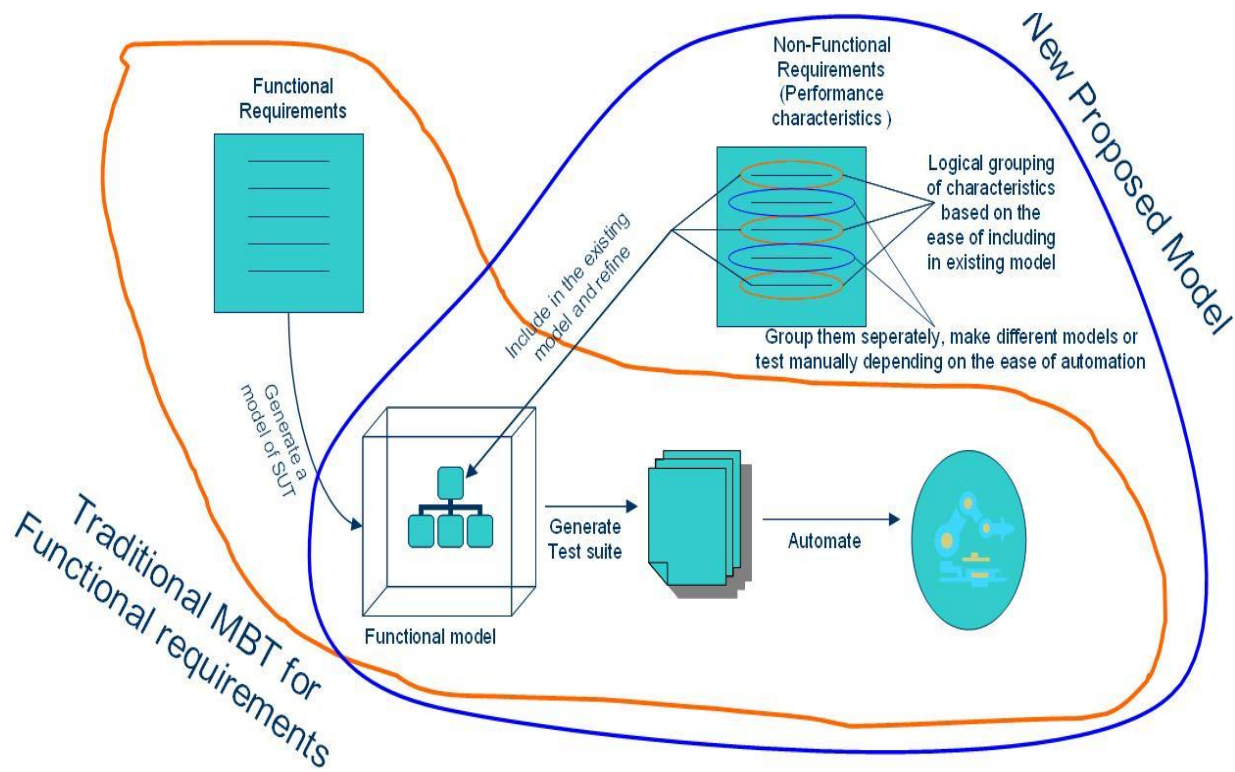 Functional
Requirements
Non-Functional
Requirements
(Performance
characteristics )
New Proposed Model
Logical grouping
of characteristics
based on the
ease of including
in existing model
Include in the existing
model and refine
Group them seperately, make different models or
test manually depending on the ease of automation
Generate a
model of SUT
Generate
Test suite
Automate
Functional model
Traditional MBT for
Functional requirements